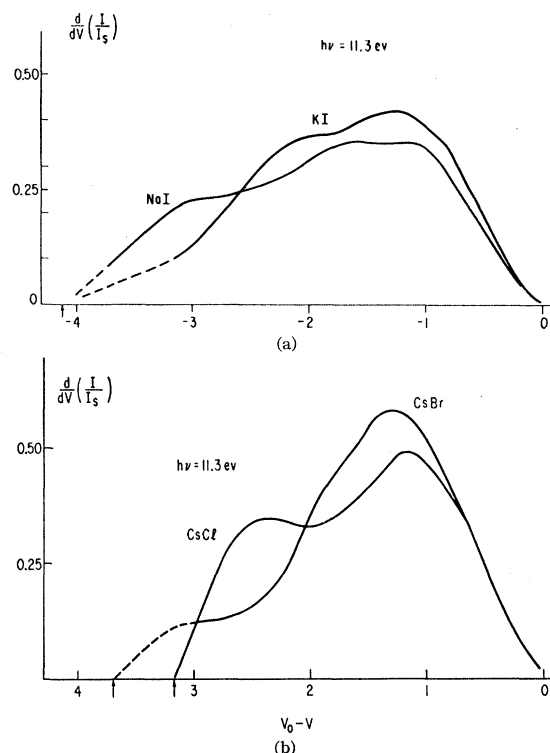 d/dV (I/Is)
hν = 11.3 ev
0.50
KI
0.25
NaI
0
-4 -3 -2 -1 0
(a)
d/dV (I/Is)
CsBr
0.50
hν = 11.3 ev
CsCl
0.25
4 3 2 1 0
V₀-V
(b)